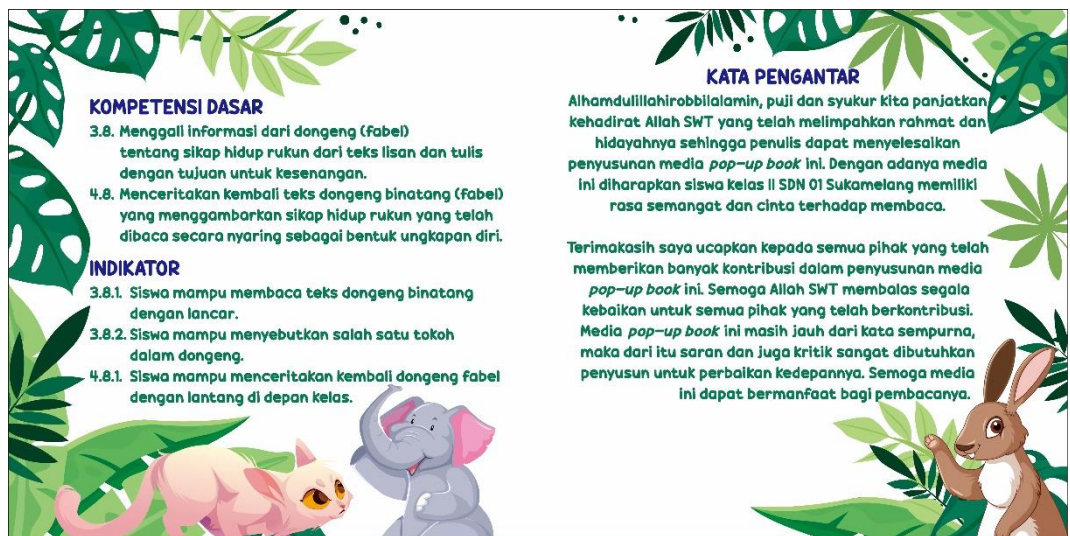 KOMPETENSI DASAR
3.8. Menggali informasi dari dongeng (fabel)
tentang sikap hidup rukun dari teks lisan dan tulis
dengan tujuan untuk kesenangan.
4.8. Menceritakan kembali teks dongeng binatang (fabel)
yang menggambarkan sikap hidup rukun yang telah
dibaca secara nyaring sebagai bentuk ungkapan diri.
INDIKATOR
3.8.1. Siswa mampu membaca teks dongeng binatang
dengan lancar.
3.8.2. Siswa mampu menyebutkan salah satu tokoh
dalam dongeng.
4.8.1. Siswa mampu menceritakan kembali dongeng fabel
dengan lantang di depan kelas.
KATA PENGANTAR
Alhamdulillahirobbilalamin, puji dan syukur kita panjatkan
kehadirat Allah SWT yang telah melimpahkan rahmat dan
hidayahnya sehingga penulis dapat menyelesaikan
penyusunan media pop-up book ini. Dengan adanya media
ini diharapkan siswa kelas II SDN 01 Sukamelang memiliki
rasa semangat dan cinta terhadap membaca.
Terimakasih saya ucapkan kepada semua pihak yang telah
memberikan banyak kontribusi dalam penyusunan media
pop-up book ini. Semoga Allah SWT membalas segala
kebaikan untuk semua pihak yang telah berkontribusi.
Media pop-up book ini masih jauh dari kata sempurna,
maka dari itu saran dan juga kritik sangat dibutuhkan
penyusun untuk perbaikan kedepannya. Semoga media
ini dapat bermanfaat bagi pembacanya.